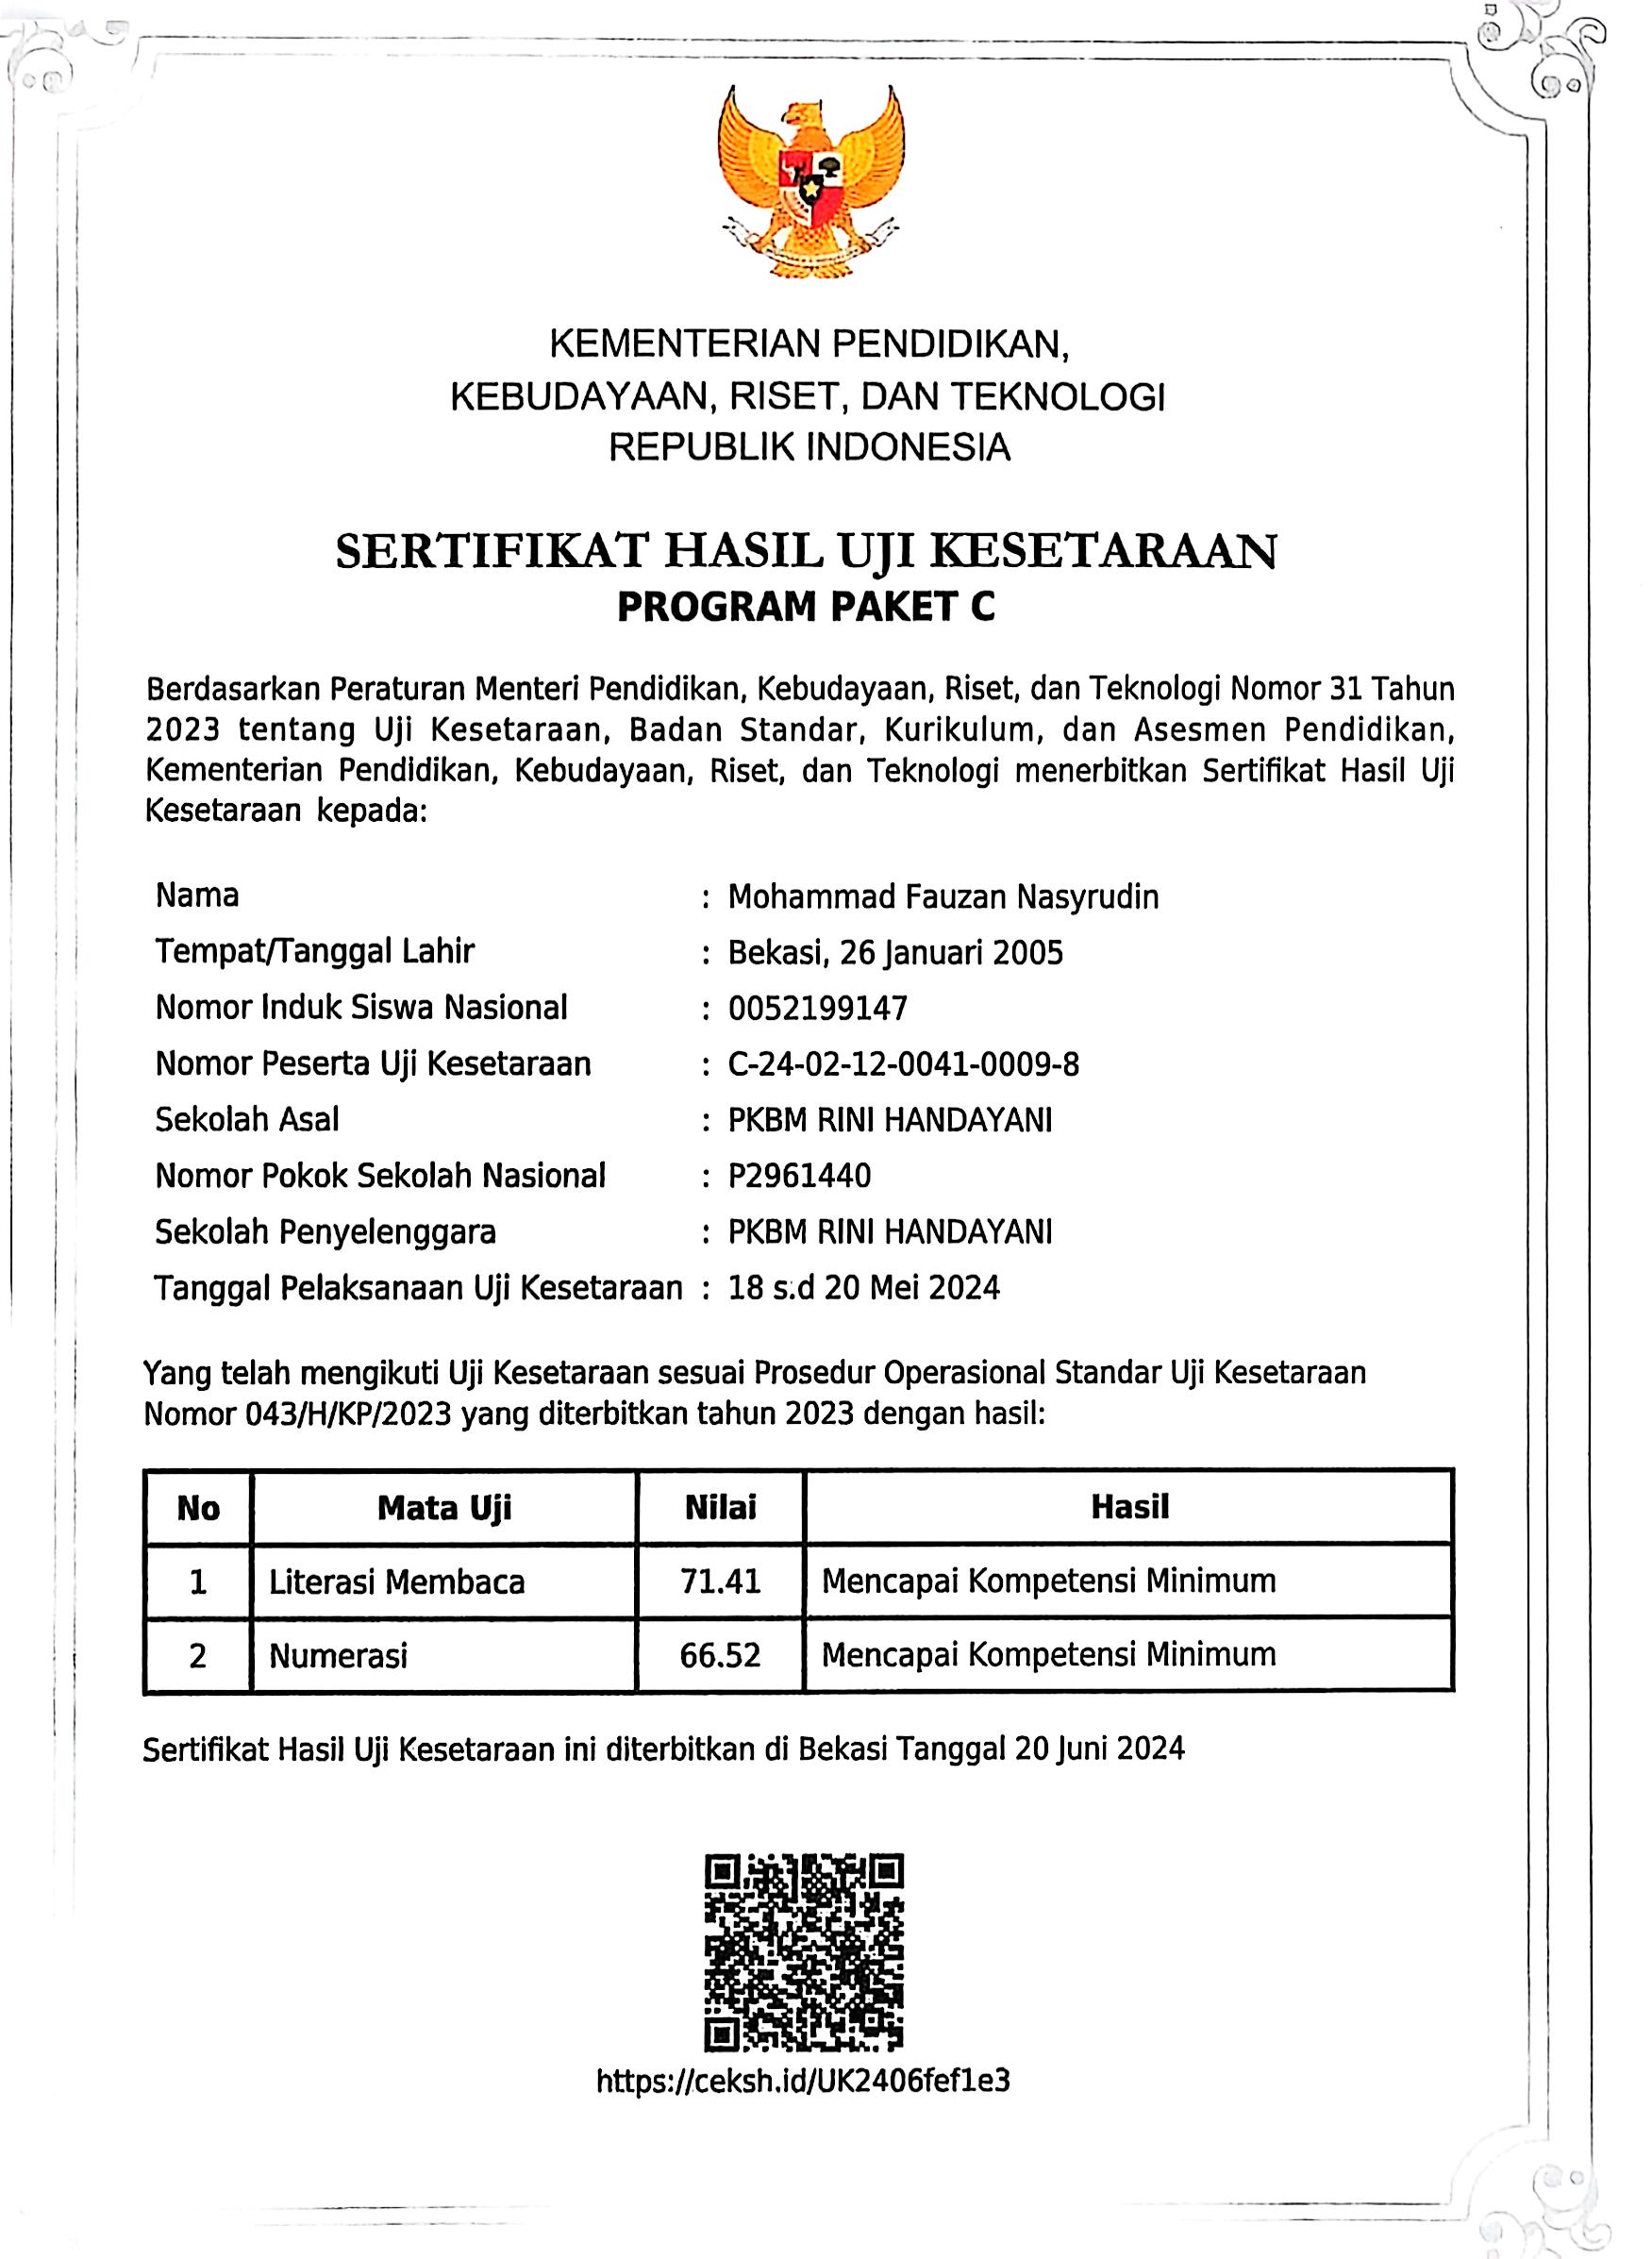 KEMENTERIAN PENDIDIKAN,
KEBUDAYAAN, RISET, DAN TEKNOLOGI
REPUBLIK INDONESIA
SERTIFIKAT HASIL UJI KESETARAAN
PROGRAM PAKET C
Berdasarkan Peraturan Menteri Pendidikan, Kebudayaan, Riset, dan Teknologi Nomor 31 Tahun
2023 tentang Uji Kesetaraan, Badan Standar, Kurikulum, dan Asesmen Pendidikan,
Kementerian Pendidikan, Kebudayaan, Riset, dan Teknologi menerbitkan Sertifikat Hasil Uji
Kesetaraan kepada:
Nama : Mohammad Fauzan Nasyrudin
Tempat/Tanggal Lahir : Bekasi, 26 Januari 2005
Nomor Induk Siswa Nasional : 0052199147
Nomor Peserta Uji Kesetaraan : C-24-02-12-0041-0009-8
Sekolah Asal : PKBM RINI HANDAYANI
Nomor Pokok Sekolah Nasional : P2961440
Sekolah Penyelenggara : PKBM RINI HANDAYANI
Tanggal Pelaksanaan Uji Kesetaraan : 18 s.d 20 Mei 2024
Yang telah mengikuti Uji Kesetaraan sesuai Prosedur Operasional Standar Uji Kesetaraan
Nomor 043/H/KP/2023 yang diterbitkan tahun 2023 dengan hasil:
No Mata Uji Nilai Hasil
1 Literasi Membaca 71.41 Mencapai Kompetensi Minimum
2 Numerasi 66.52 Mencapai Kompetensi Minimum
Sertifikat Hasil Uji Kesetaraan ini diterbitkan di Bekasi Tanggal 20 Juni 2024
https://ceksh.id/UK2406fef1e3